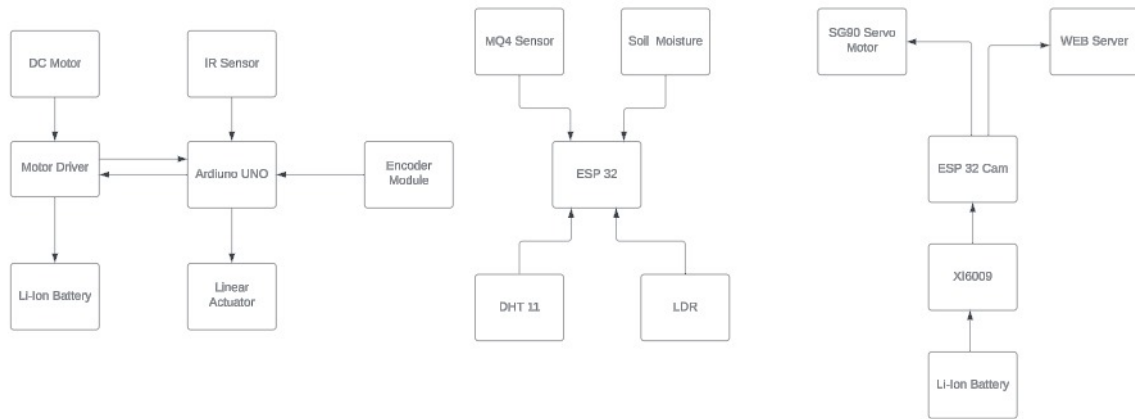 DC Motor
IR Sensor
Motor Driver
Ardiuno UNO
Encoder
Module
Li-Ion Battery
Linear
Actuator
MQ4 Sensor
Soil Moisture
ESP 32
DHT 11
LDR
SG90 Servo
Motor
WEB Server
ESP 32 Cam
Xl6009
Li-Ion Battery